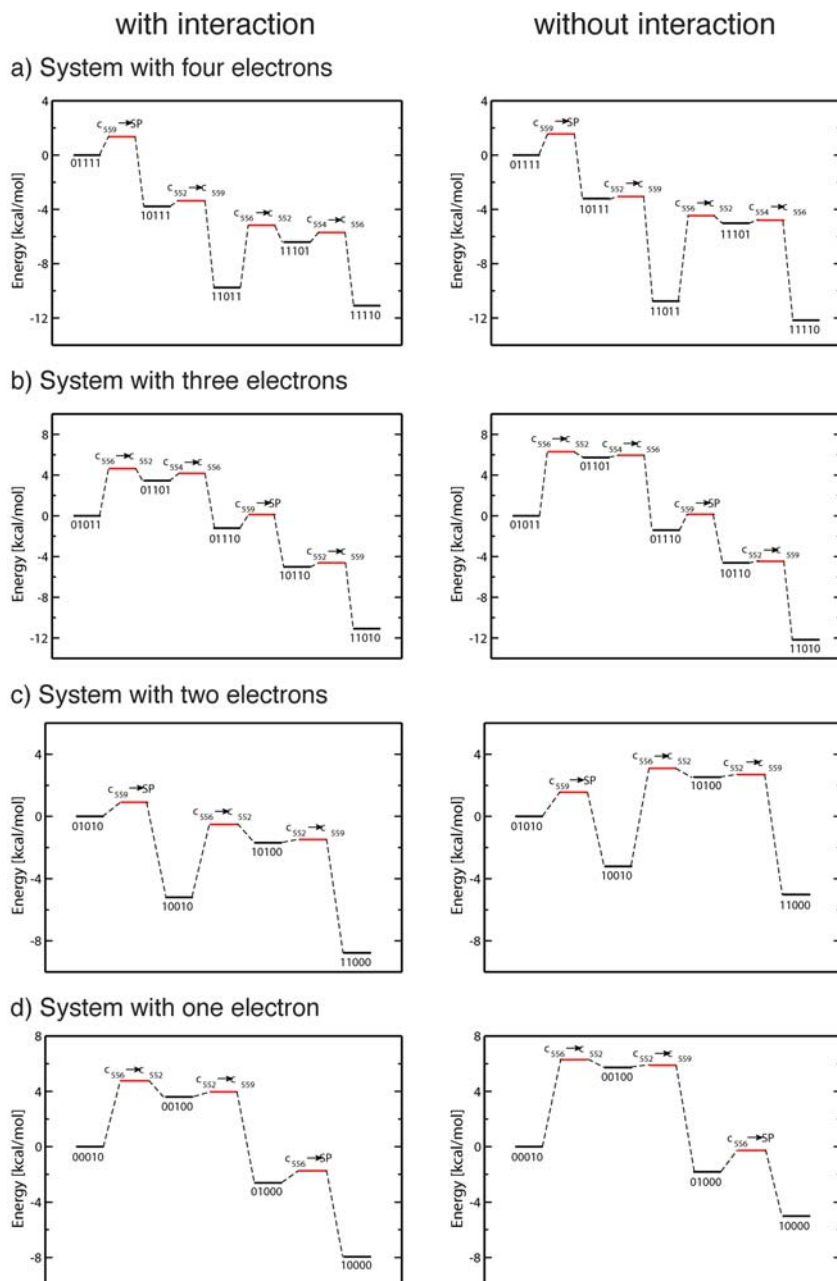 with interaction
without interaction
a) System with four electrons
4
0
-4
-8
-12
Energy [kcal/mol]
01111
c559→SP
10111
c552→c559
11011
c556→c552
11101
c554→c556
11110
4
0
-4
-8
-12
Energy [kcal/mol]
01111
c559→SP
10111
c552→c559
11011
c556→c552
11101
c554→c556
11110
b) System with three electrons
8
4
0
-4
-8
-12
Energy [kcal/mol]
01011
c556→c552
01101
c554→c556
01110
c559→SP
10110
c552→c559
11010
8
4
0
-4
-8
-12
Energy [kcal/mol]
01011
c556→c552
01101
c554→c556
01110
c559→SP
10110
c552→c559
11010
c) System with two electrons
4
0
-4
-8
Energy [kcal/mol]
01010
c559→SP
10010
c556→c552
10100
c552→c559
11000
4
0
-4
-8
Energy [kcal/mol]
01010
c559→SP
10010
c556→c552
10100
c552→c559
11000
d) System with one electron
8
4
0
-4
-8
Energy [kcal/mol]
00010
c556→c552
00100
c552→c559
01000
c556→SP
10000
8
4
0
-4
-8
Energy [kcal/mol]
00010
c556→c552
00100
c552→c559
01000
c556→SP
10000